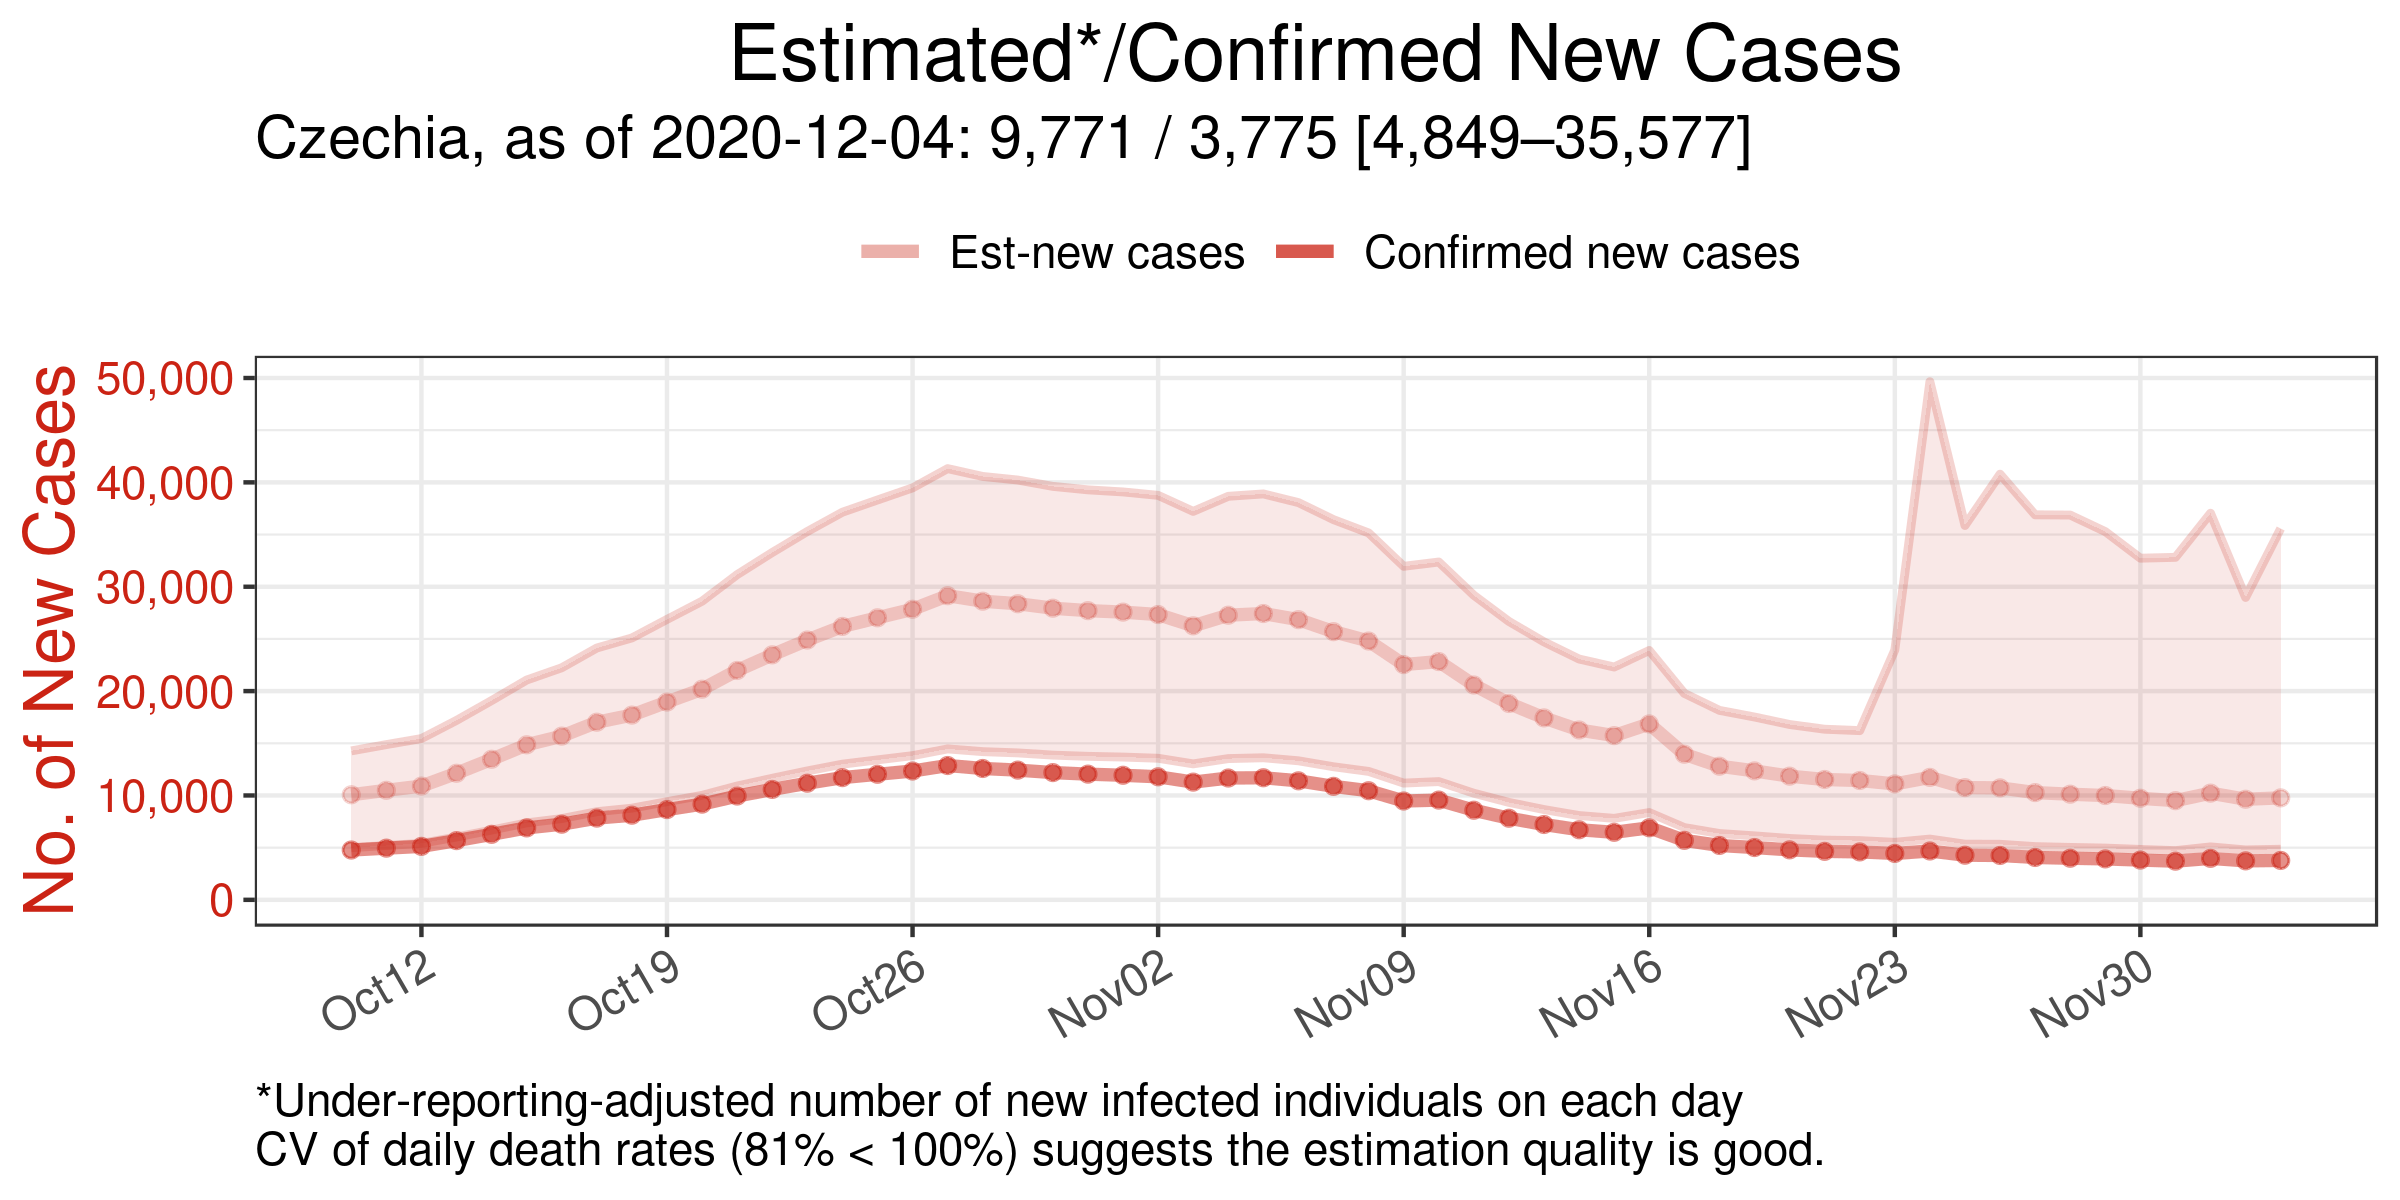 Estimated*/Confirmed New Cases
Czechia, as of 2020-12-04: 9,771 / 3,775 [4,849–35,577]
Est-new cases Confirmed new cases
No. of New Cases
50,000
40,000
30,000
20,000
10,000
0
Oct12 Oct19 Oct26 Nov02 Nov09 Nov16 Nov23 Nov30
*Under-reporting-adjusted number of new infected individuals on each day
CV of daily death rates (81% < 100%) suggests the estimation quality is good.